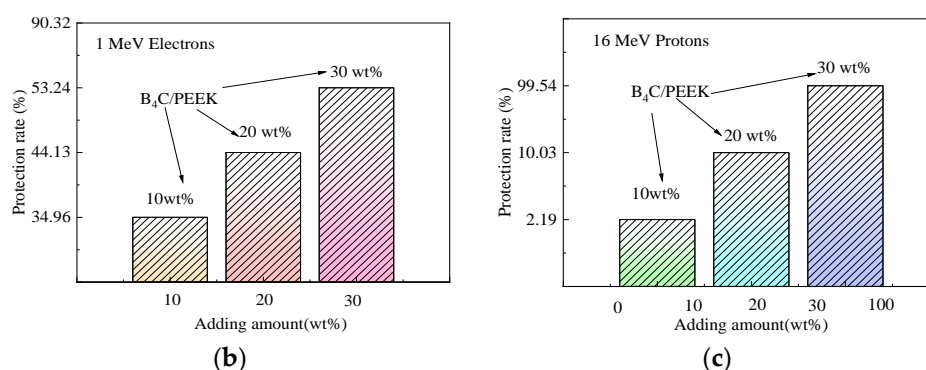 90.32
1 MeV Electrons
30 wt%
53.24
B₄C/PEEK
20 wt%
44.13
10wt%
34.96
Protection rate (%)
10 20 30
Adding amount(wt%)
(b)
16 MeV Protons
30 wt%
99.54
B₄C/PEEK
20 wt%
10.03
10wt%
2.19
Protection rate (%)
0 10 20 30 100
Adding amount(wt%)
(c)